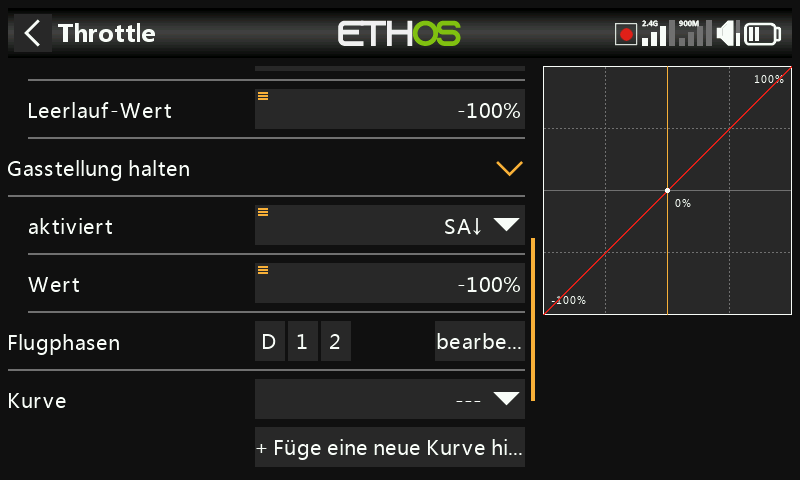 Throttle
ETHOS
2.4G
900M
Leerlauf-Wert
-100%
Gasstellung halten
aktiviert
SA↓
Wert
-100%
Flugphasen
D 1 2
bearbe...
Kurve
---
+ Füge eine neue Kurve hi...
100%
0%
-100%